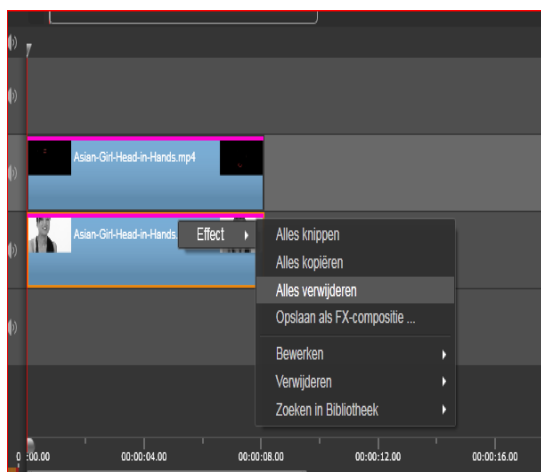 Asian-Girl-Head-in-Hands.mp4
Asian-Girl-Head-in-Hands.
Effect
Alles knippen
Alles kopiëren
Alles verwijderen
Opslaan als FX-compositie ...
Bewerken
Verwijderen
Zoeken in Bibliotheek
:00.00 00:00:04.00 00:00:08.00 00:00:12.00 00:00:16.00